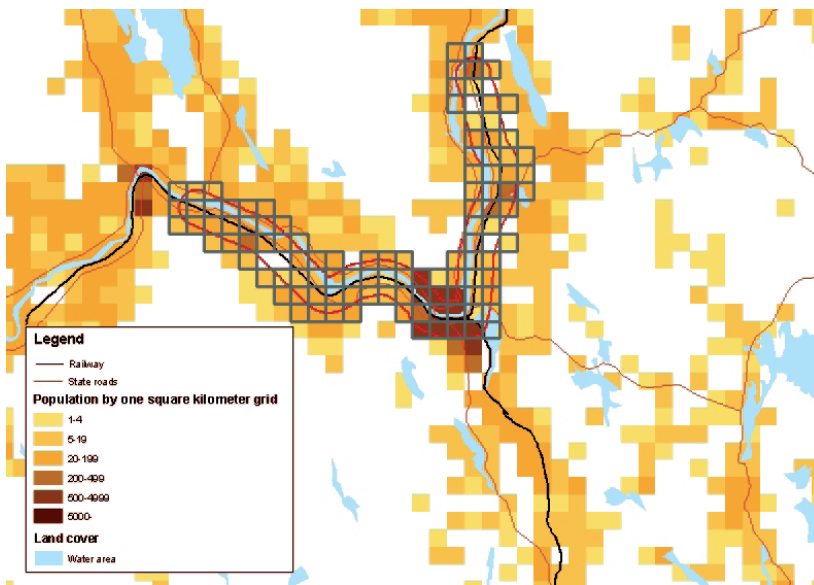 Legend
Railway
State roads
Population by one square kilometer grid
1-4
5-19
20-199
200-499
500-4999
5000-
Land cover
Water area